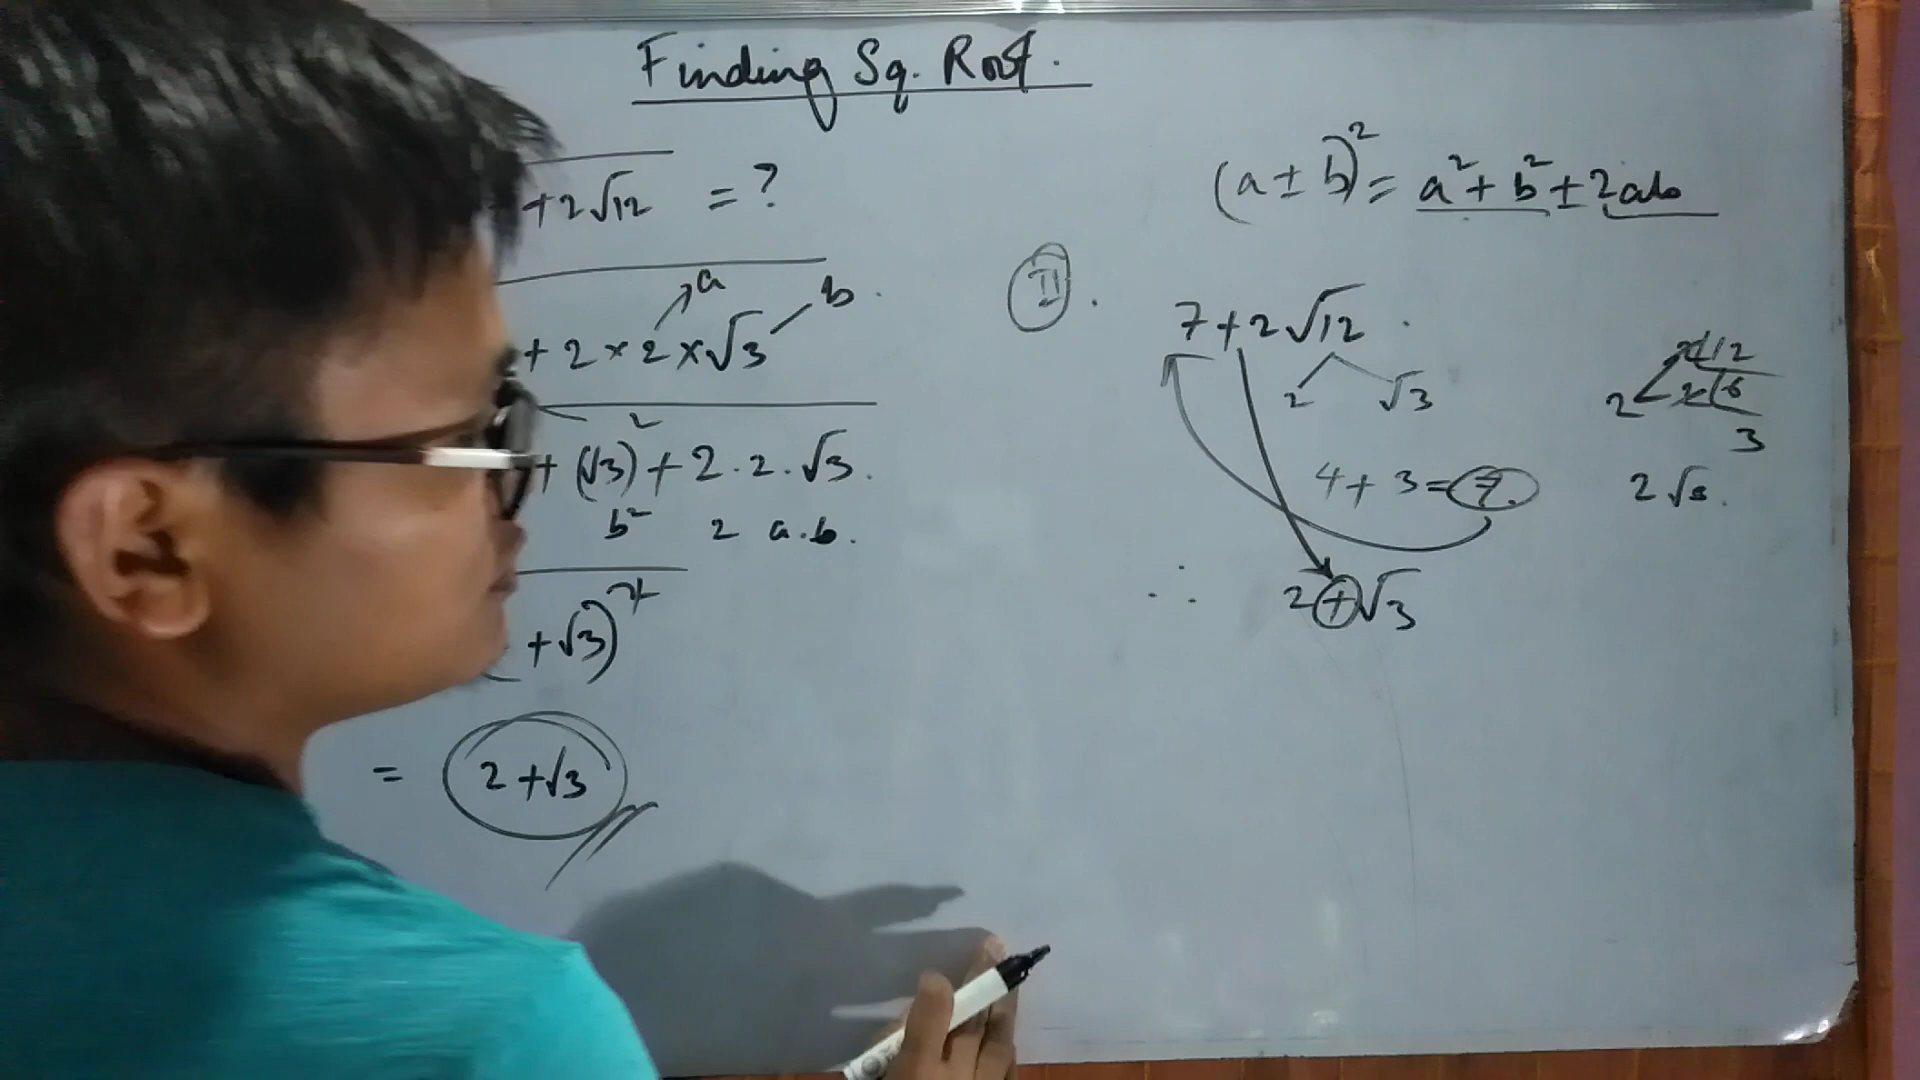 Finding Sq. Root.
+2√12 = ?
a b.
+ 2 × 2 × √3
+ (√3)² + 2 . 2 . √3.
b² 2 a.b.
+√3)²
= 2 +√3
(a ± b)² = a² + b² ± 2ab
II.
7 + 2√12.
2 √3
4 + 3 = 7.
∴ 2 + √3
2 12
2 2 6
3
2√3.